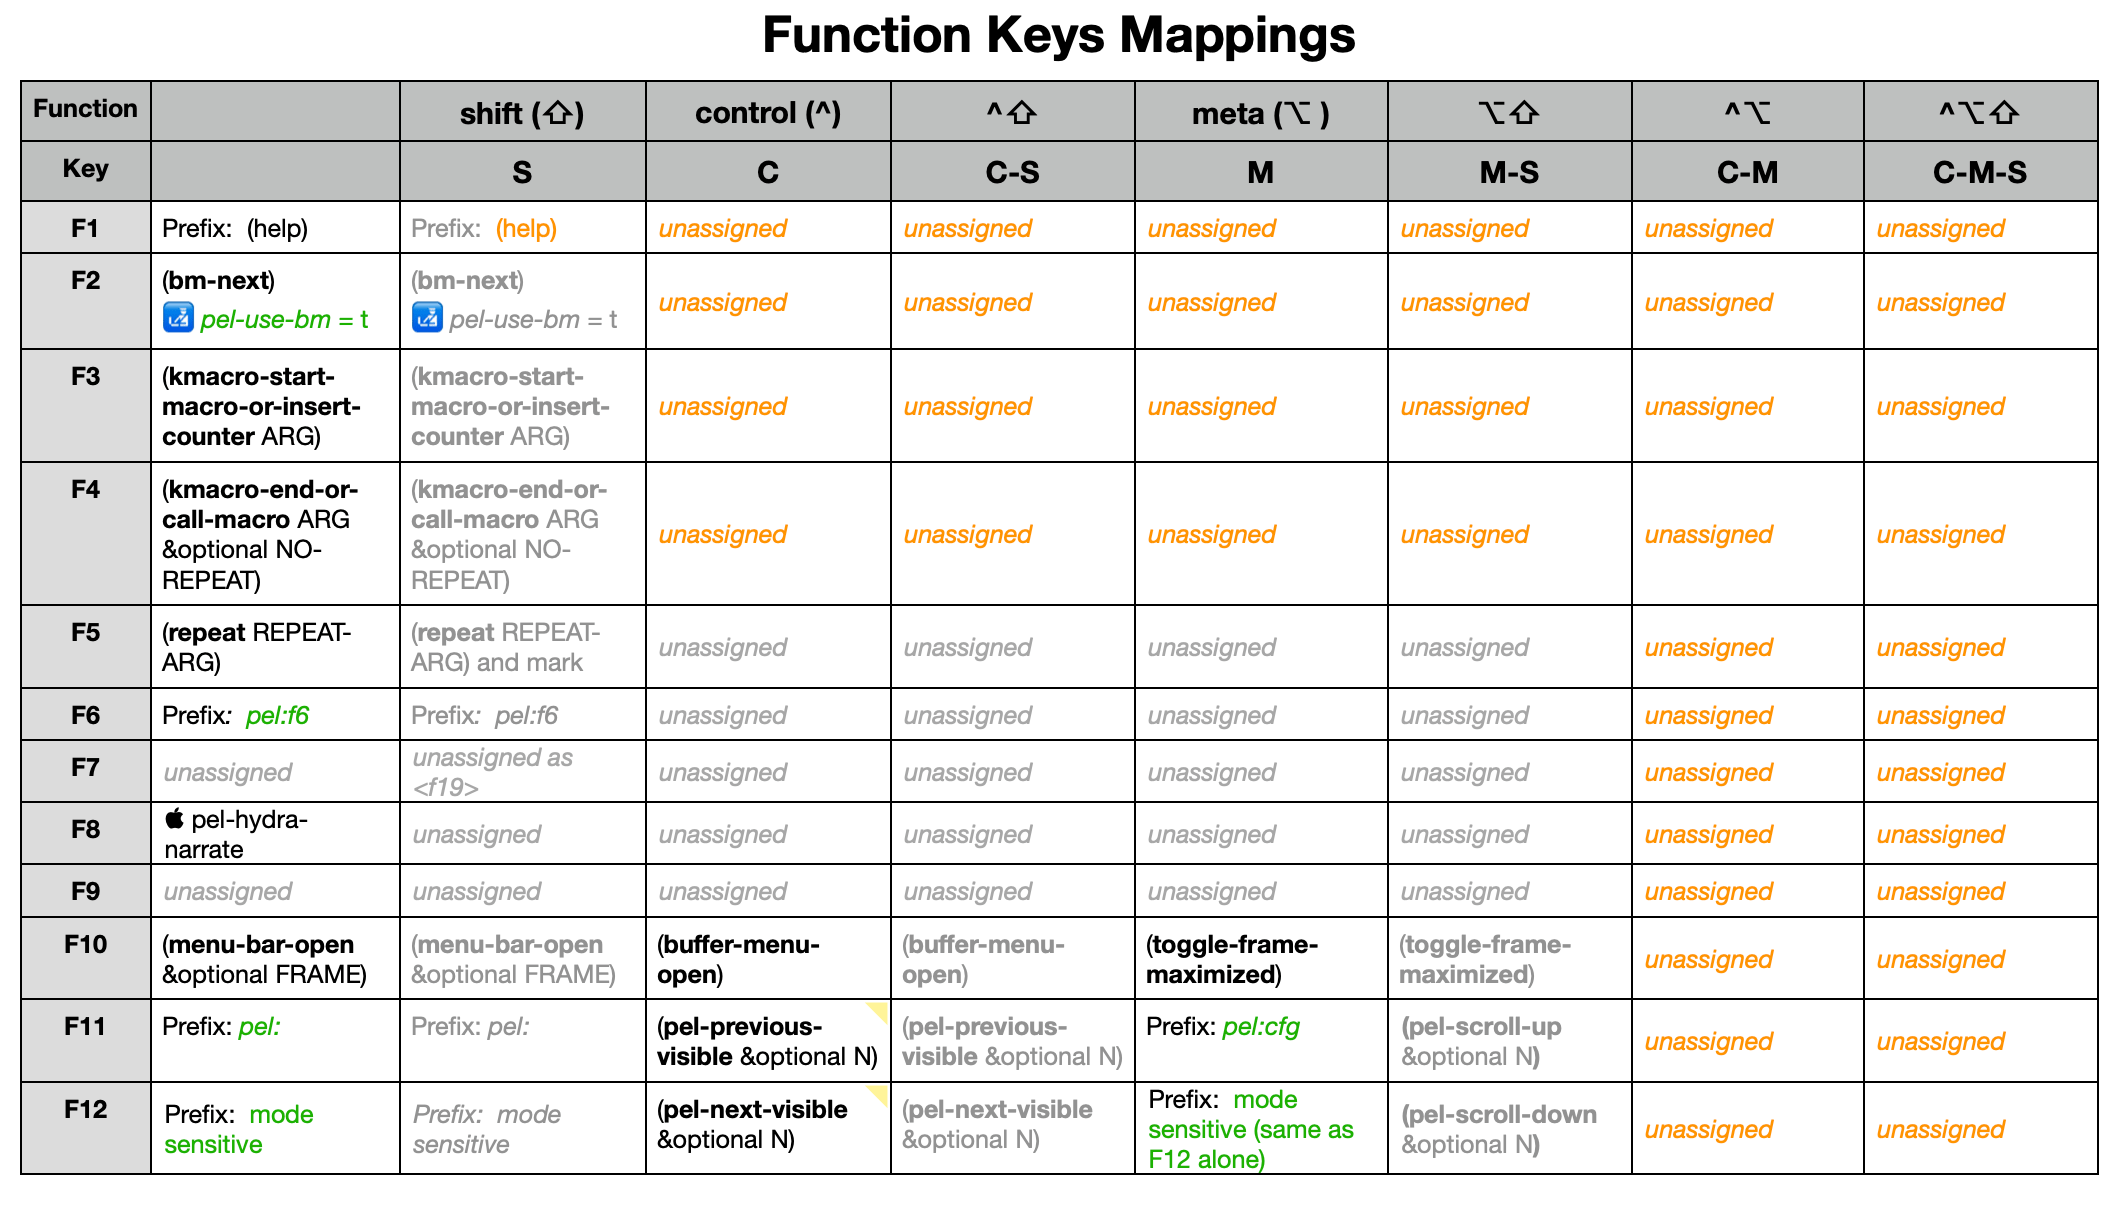 Function Keys Mappings
Function shift (⇧) control (^) ^⇧ meta (⌥ ) ⌥⇧ ^⌥ ^⌥⇧
Key S C C-S M M-S C-M C-M-S
F1 Prefix: (help) Prefix: (help) unassigned unassigned unassigned unassigned unassigned unassigned
F2 (bm-next) (bm-next)
pel-use-bm = t pel-use-bm = t unassigned unassigned unassigned unassigned unassigned unassigned
F3 (kmacro-start- (kmacro-start-
macro-or-insert- macro-or-insert- unassigned unassigned unassigned unassigned unassigned unassigned
counter ARG) counter ARG)
F4 (kmacro-end-or- (kmacro-end-or-
call-macro ARG call-macro ARG unassigned unassigned unassigned unassigned unassigned unassigned
&optional NO- &optional NO-
REPEAT) REPEAT)
F5 (repeat REPEAT- (repeat REPEAT- unassigned unassigned unassigned unassigned unassigned unassigned
ARG) ARG) and mark
F6 Prefix: pel:f6 Prefix: pel:f6 unassigned unassigned unassigned unassigned unassigned unassigned
F7 unassigned unassigned as unassigned unassigned unassigned unassigned unassigned unassigned
<f19>
F8 pel-hydra- unassigned unassigned unassigned unassigned unassigned unassigned unassigned
narrate
F9 unassigned unassigned unassigned unassigned unassigned unassigned unassigned unassigned
F10 (menu-bar-open (menu-bar-open (buffer-menu- (buffer-menu- (toggle-frame- (toggle-frame- unassigned unassigned
&optional FRAME) &optional FRAME) open) open) maximized) maximized)
F11 Prefix: pel: Prefix: pel: (pel-previous- (pel-previous- Prefix: pel:cfg (pel-scroll-up unassigned unassigned
visible &optional N) visible &optional N) &optional N)
F12 Prefix: mode Prefix: mode (pel-next-visible (pel-next-visible Prefix: mode (pel-scroll-down unassigned unassigned
sensitive sensitive &optional N) &optional N) sensitive (same as &optional N)
F12 alone)